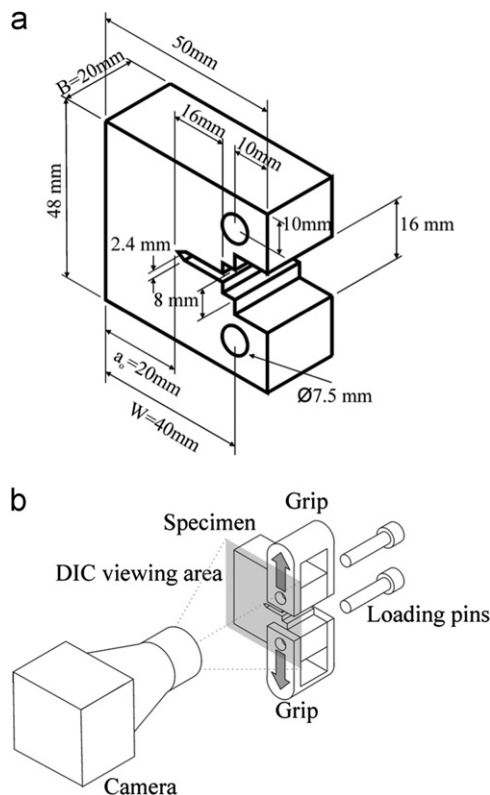 a
50mm
B=20mm
16mm
10mm
48 mm
10mm
16 mm
2.4 mm
8 mm
aₒ=20mm
W=40mm
Ø7.5 mm
b
Grip
Specimen
DIC viewing area
Loading pins
Grip
Camera